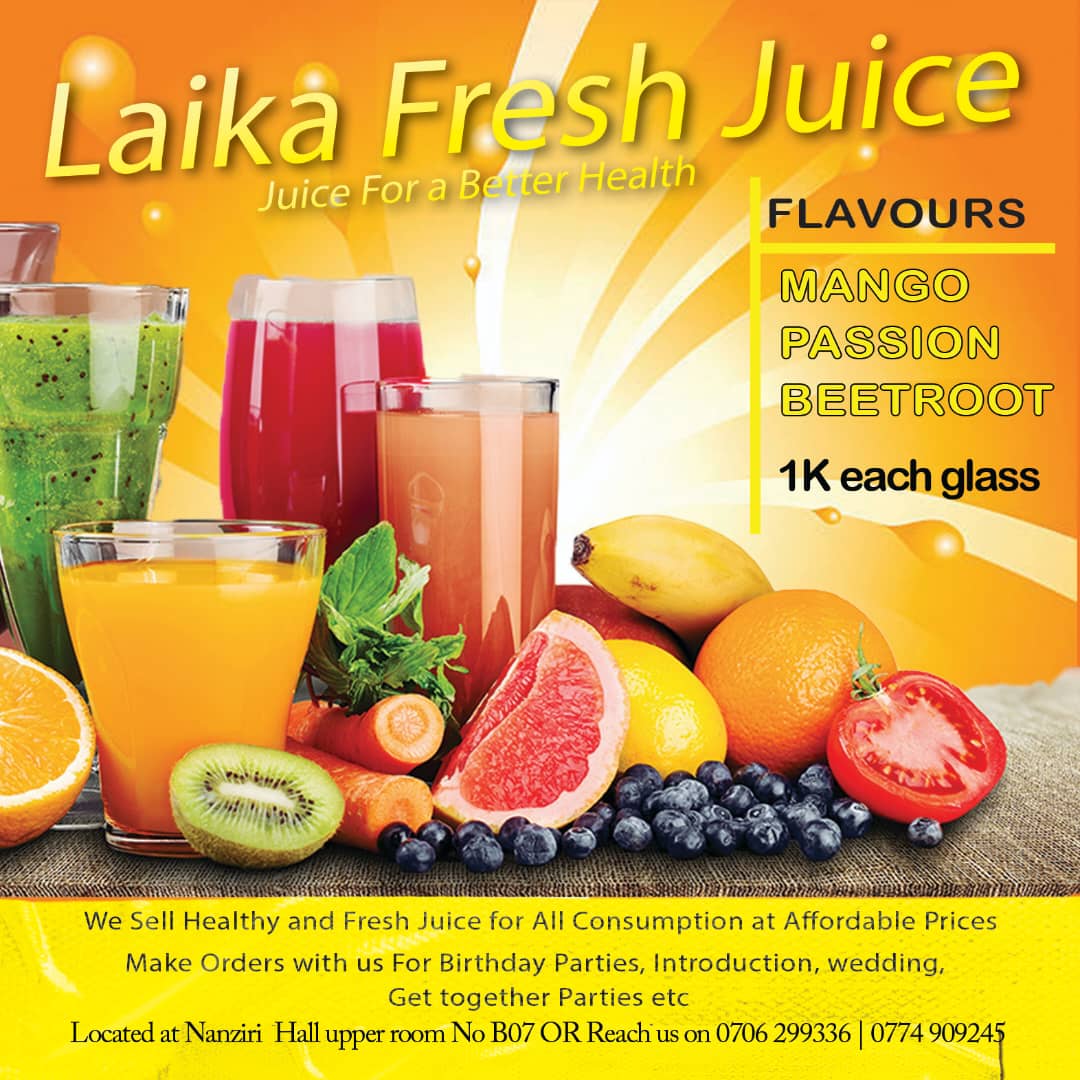 Laika Fresh Juice
Juice For a Better Health
FLAVOURS
MANGO
PASSION
BEETROOT
1K each glass
We Sell Healthy and Fresh Juice for All Consumption at Affordable Prices
Make Orders with us For Birthday Parties, Introduction, wedding,
Get together Parties etc
Located at Nanziri Hall upper room No B07 OR Reach us on 0706 299336 | 0774 909245